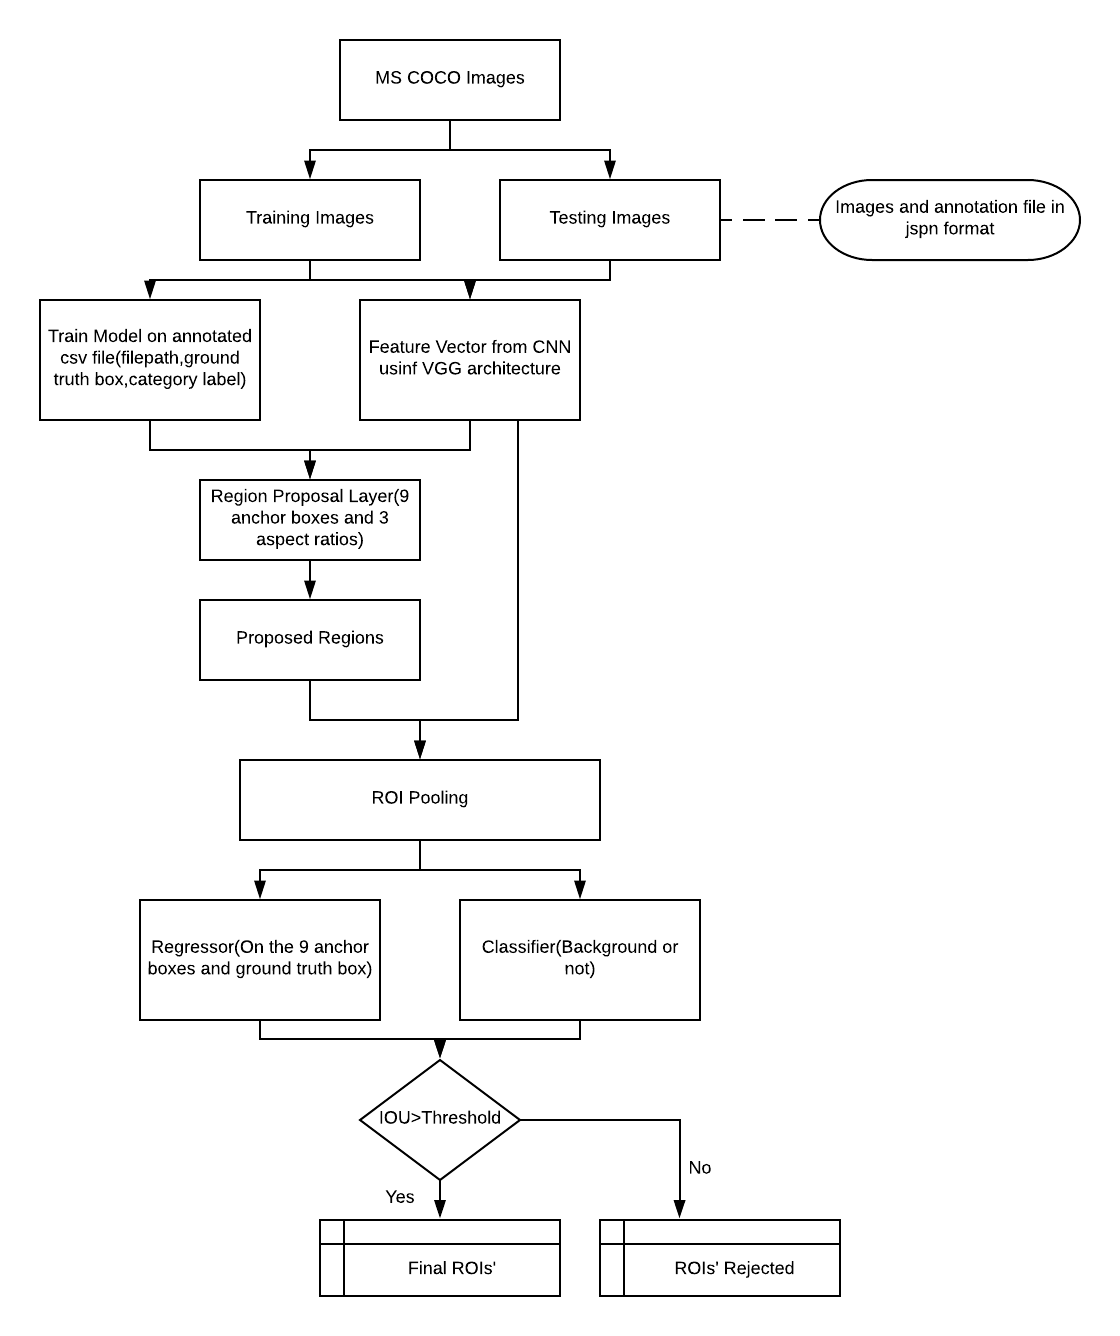 MS COCO Images
Training Images
Testing Images
Images and annotation file in
jspn format
Train Model on annotated
csv file(filepath,ground
truth box,category label)
Feature Vector from CNN
usinf VGG architecture
Region Proposal Layer(9
anchor boxes and 3
aspect ratios)
Proposed Regions
ROI Pooling
Regressor(On the 9 anchor
boxes and ground truth box)
Classifier(Background or
not)
IOU>Threshold
No
Yes
Final ROIs'
ROIs' Rejected